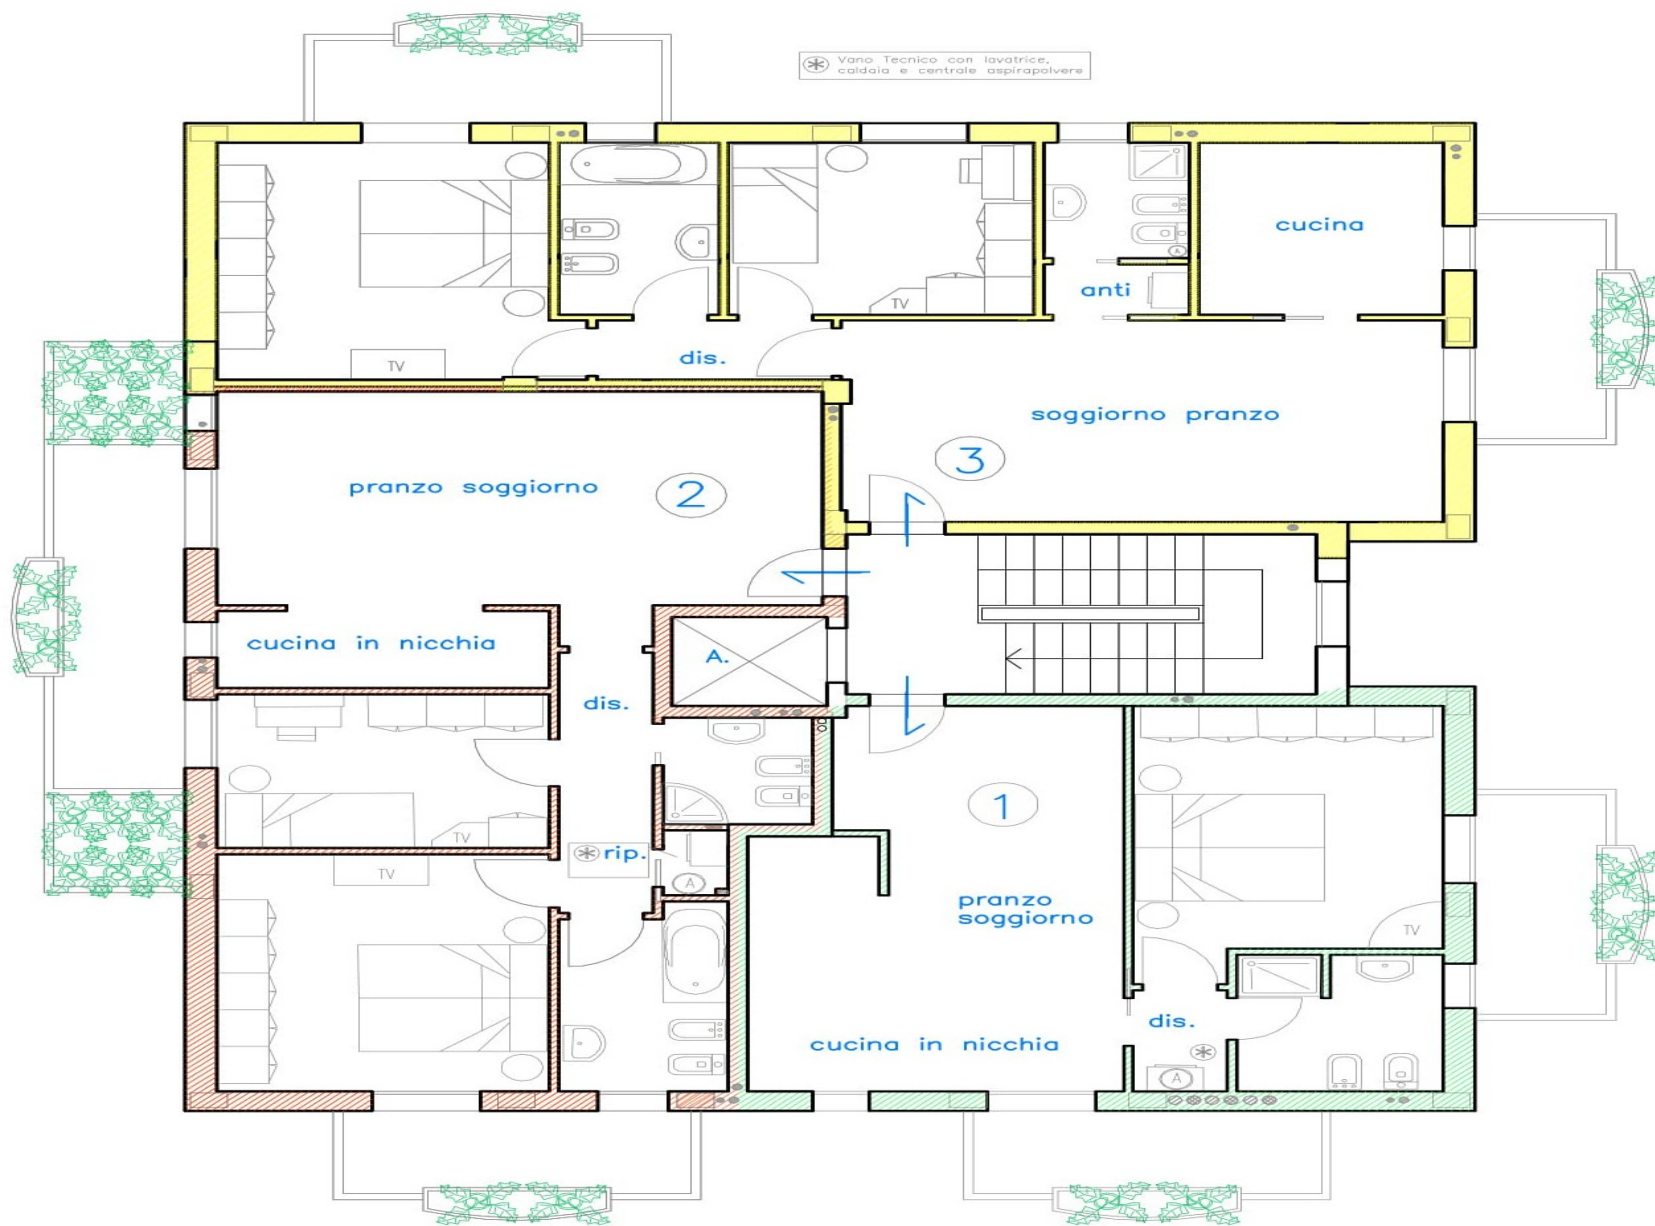 Vano Tecnico con lavatrice,
caldaia e centrale aspirapolvere
cucina
anti
A
TV
TV
dis.
soggiorno pranzo
3
pranzo soggiorno
2
cucina in nicchia
A.
dis.
TV
rip.
A
TV
1
pranzo
soggiorno
TV
dis.
cucina in nicchia
A